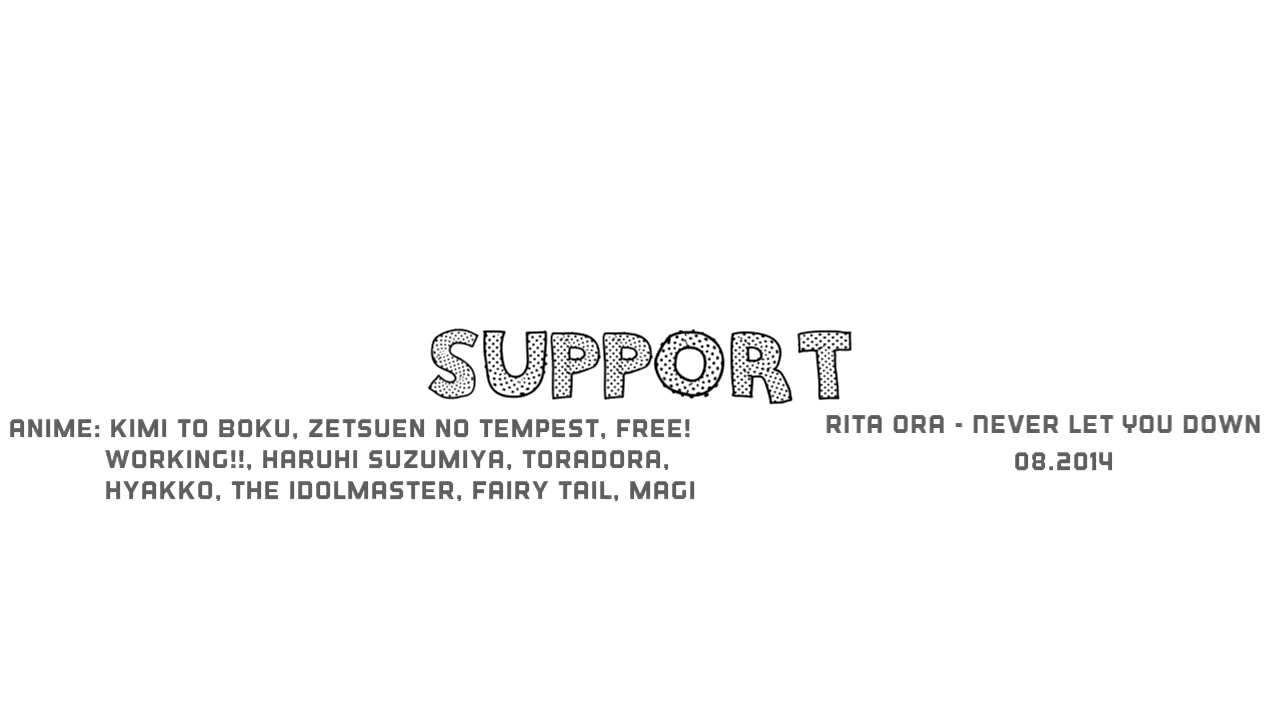 SUPPORT
ANIME: KIMI TO BOKU, ZETSUEN NO TEMPEST, FREE!
WORKING!!, HARUHI SUZUMIYA, TORADORA,
HYAKKO, THE IDOLMASTER, FAIRY TAIL, MAGI
RITA ORA - NEVER LET YOU DOWN
08.2014